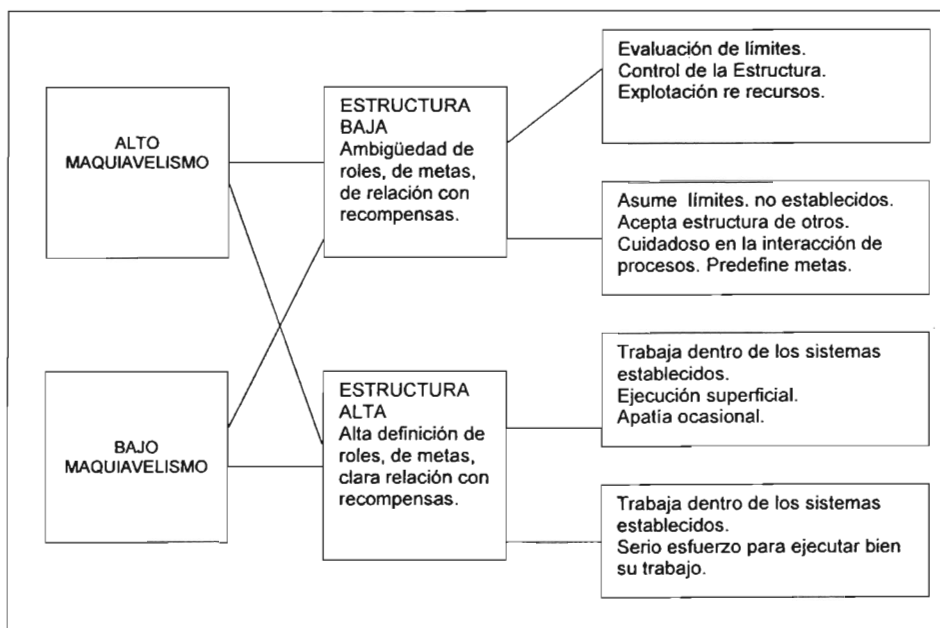 ALTO
MAQUIAVELISMO
BAJO
MAQUIAVELISMO
ESTRUCTURA
BAJA
Ambigüedad de
roles, de metas,
de relación con
recompensas.
ESTRUCTURA
ALTA
Alta definición de
roles, de metas,
clara relación con
recompensas.
Evaluación de límites.
Control de la Estructura.
Explotación re recursos.
Asume límites. no establecidos.
Acepta estructura de otros.
Cuidadoso en la interacción de
procesos. Predefine metas.
Trabaja dentro de los sistemas
establecidos.
Ejecución superficial.
Apatía ocasional.
Trabaja dentro de los sistemas
establecidos.
Serio esfuerzo para ejecutar bien
su trabajo.